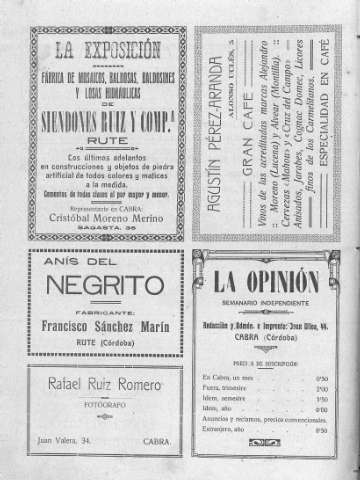 LA EXPOSICIÓN
FÁBRICA DE MOSAICOS, BALDOSAS, BALDOSINES
Y LOSAS HIDRÁULICAS
DE
SIENDONES RUIZ Y COMP.ª
RUTE
Los últimos adelantos
en construcciones y objetos de piedra
artificial de todos colores y matices
a la medida.
Cementos de todas clases al por mayor y menor.
Representante en CABRA:
Cristóbal Moreno Merino
SAGASTA, 36
AGUSTÍN PÉREZ-ARANDA
ALONSO UCLÉS, 5
GRAN CAFÉ
Vinos de las acreditadas marcas Alejandro
Moreno (Lucena) y Alvear (Montilla).
Cervezas «Mahou» y «Cruz del Campo»
Anisados, Jarabes, Cognac Domec, Licores
finos de los Carmelitanos.
ESPECIALIDAD EN CAFÉ
ANÍS DEL
NEGRITO
FABRICANTE:
Francisco Sánchez Marín
RUTE (Córdoba)
Rafael Ruiz Romero
FOTÓGRAFO
Juan Valera, 34. CABRA.
LA OPINIÓN
SEMANARIO INDEPENDIENTE
Redacción y Admón. e Imprenta: Juan Ulloa, 48.
CABRA (Córdoba)
PRECIOS DE SUSCRIPCIÓN
En Cabra, un mes 0'50
Fuera, trimestre 2'00
Idem, semestre 3'50
Idem, año 6'50
Anuncios y reclamos, precios convencionales.
Extranjero, año 8'50